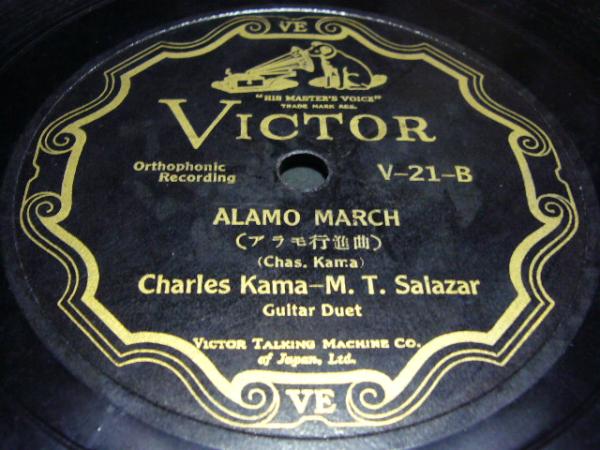 VE
"HIS MASTER'S VOICE"
TRADE MARK REG.
VICTOR
Orthophonic
Recording
V-21-B
ALAMO MARCH
(アラモ行進曲)
(Chas. Kama)
Charles Kama-M. T. Salazar
Guitar Duet
VICTOR TALKING MACHINE CO.
of Japan, Ltd.
VE